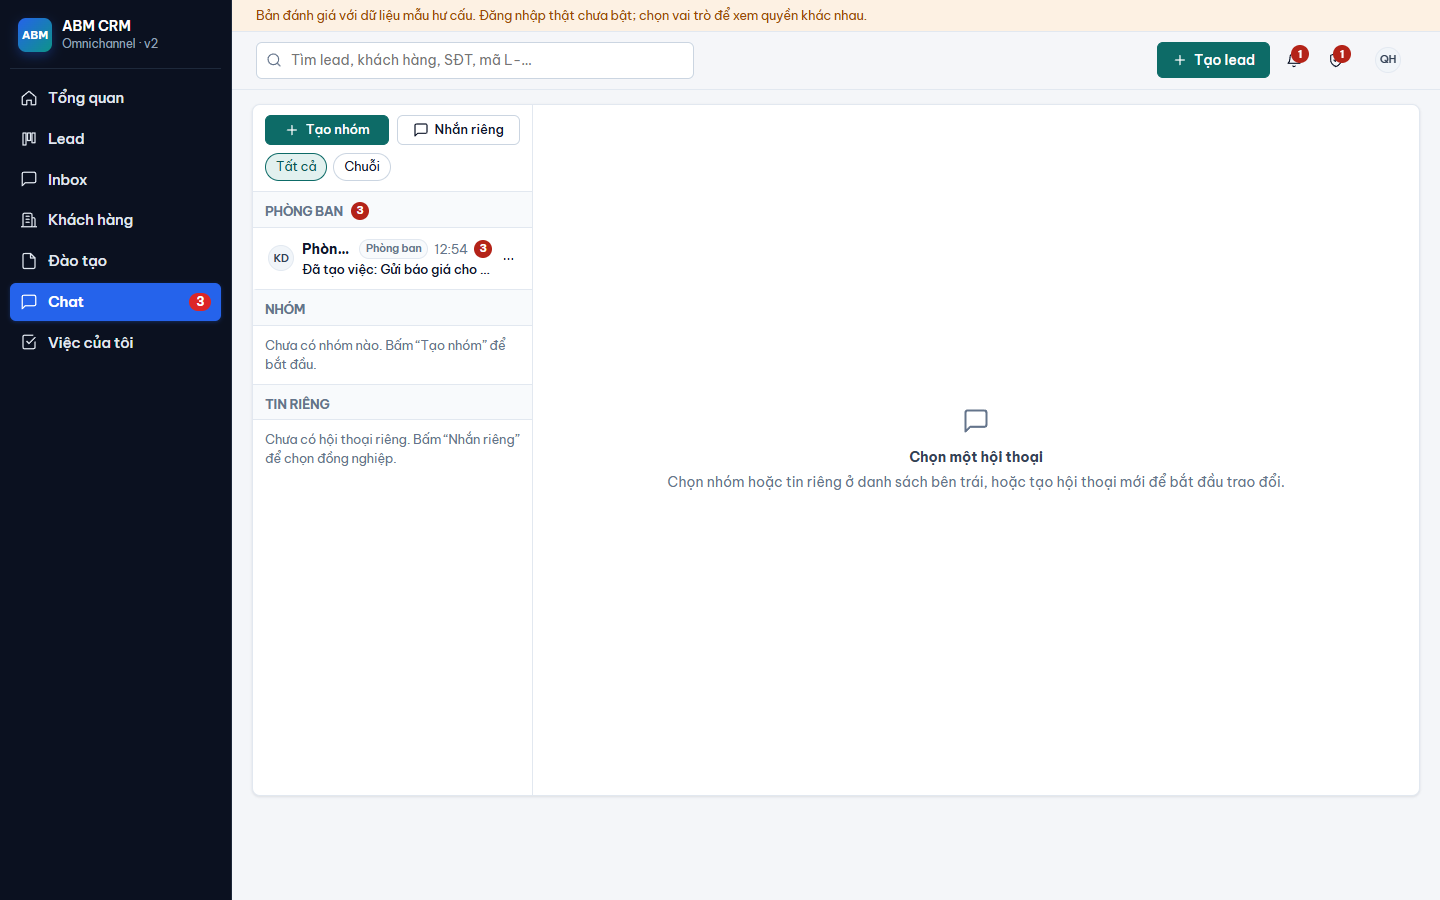 ABM
ABM CRM
Omnichannel · v2
Tổng quan
Lead
Inbox
Khách hàng
Đào tạo
Chat 3
Việc của tôi
Bản đánh giá với dữ liệu mẫu hư cấu. Đăng nhập thật chưa bật; chọn vai trò để xem quyền khác nhau.
Tìm lead, khách hàng, SĐT, mã L-…
Tạo lead
1
1
QH
Tạo nhóm
Nhắn riêng
Tất cả
Chuỗi
PHÒNG BAN 3
KD
Phòn... Phòng ban 12:54 3
Đã tạo việc: Gửi báo giá cho ...
...
NHÓM
Chưa có nhóm nào. Bấm “Tạo nhóm” để
bắt đầu.
TIN RIÊNG
Chưa có hội thoại riêng. Bấm “Nhắn riêng”
để chọn đồng nghiệp.
Chọn một hội thoại
Chọn nhóm hoặc tin riêng ở danh sách bên trái, hoặc tạo hội thoại mới để bắt đầu trao đổi.